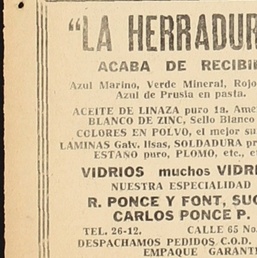 "LA HERRADUR
ACABA DE RECIBI
Azul Marino, Verde Mineral, Rojo
Azul de Prusia en pasta.
ACEITE DE LINAZA puro 1a. Ame
BLANCO DE ZINC, Sello Blanco
COLORES EN POLVO, el mejor su
LAMINAS Galv. lisas, SOLDADURA pr
ESTAÑO puro, PLOMO, etc., e
VIDRIOS muchos VIDRI
NUESTRA ESPECIALIDAD
R. PONCE Y FONT, SUC
CARLOS PONCE P.
TEL. 26-12. CALLE 65 No.
DESPACHAMOS PEDIDOS C.O.D.
EMPAQUE GARANTI